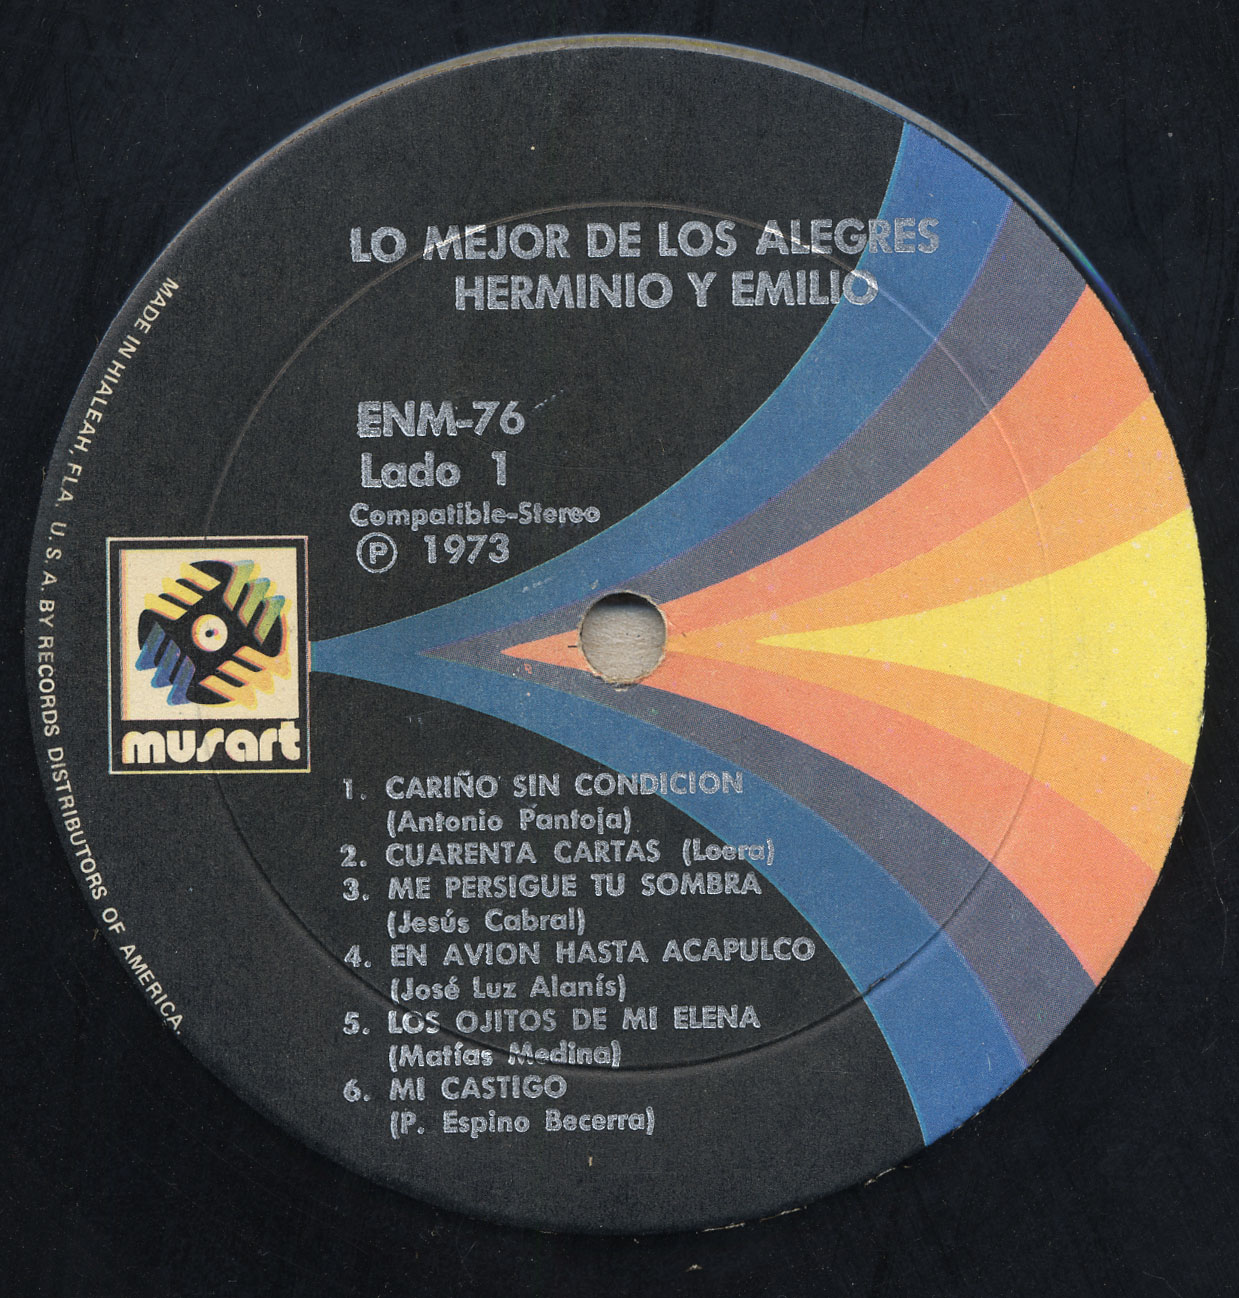 LO MEJOR DE LOS ALEGRES
HERMINIO Y EMILIO
ENM-76
Lado 1
Compatible-Stereo
Ⓟ 1973
musart
1. CARIÑO SIN CONDICION
(Antonio Pantoja)
2. CUARENTA CARTAS (Loera)
3. ME PERSIGUE TU SOMBRA
(Jesús Cabral)
4. EN AVION HASTA ACAPULCO
(José Luz Alanís)
5. LOS OJITOS DE MI ELENA
(Matías Medina)
6. MI CASTIGO
(P. Espino Becerra)
MADE IN HIALEAH, FLA. U.S.A. BY RECORDS DISTRIBUTORS OF AMERICA.